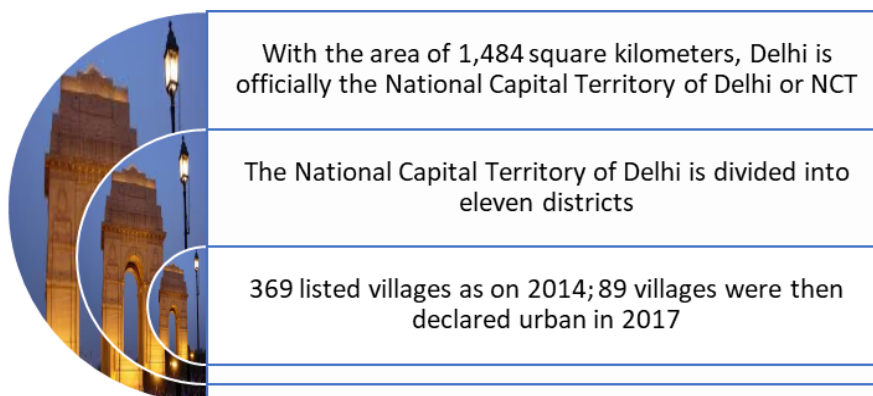 With the area of 1,484 square kilometers, Delhi is
officially the National Capital Territory of Delhi or NCT
The National Capital Territory of Delhi is divided into
eleven districts
369 listed villages as on 2014; 89 villages were then
declared urban in 2017